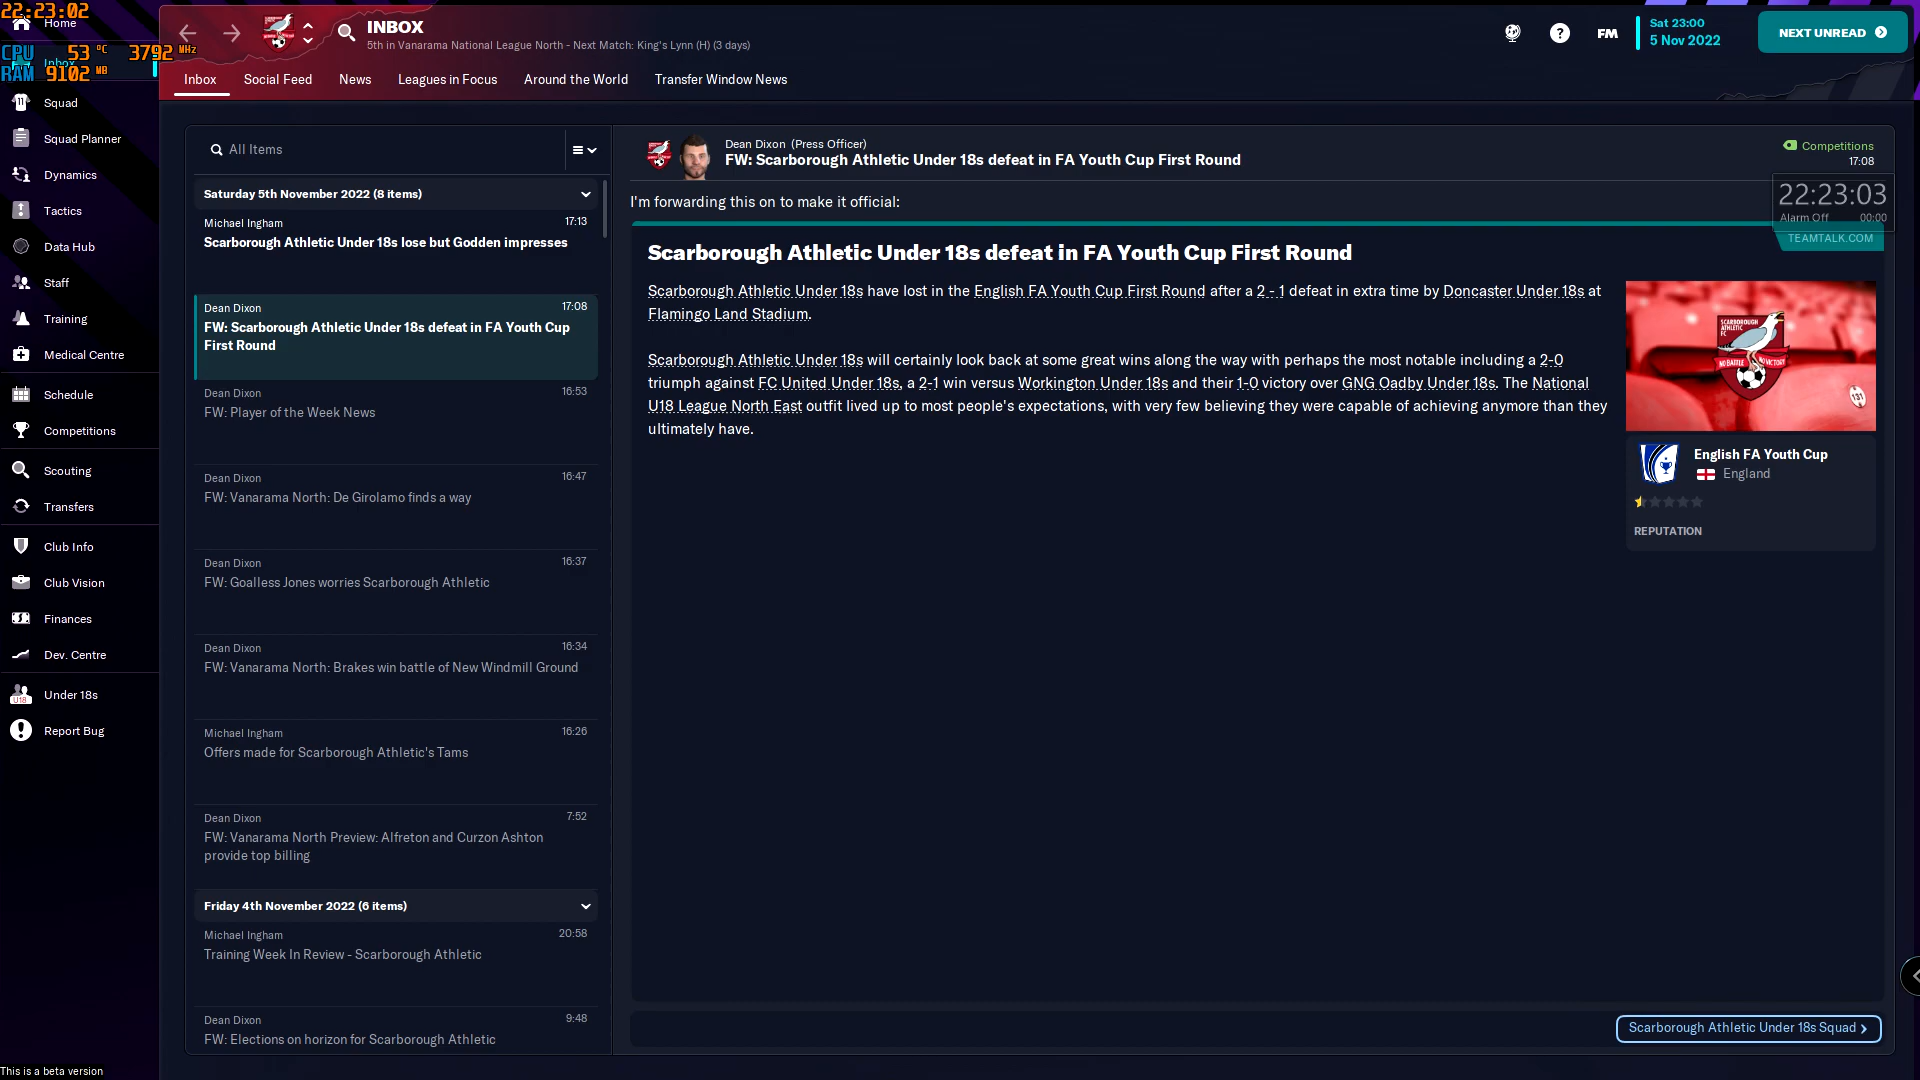 22:23:02
CPU 53 °C 3792 MHz
RAM 9102 MB
Home
Inbox
Squad
Squad Planner
Dynamics
Tactics
Data Hub
Staff
Training
Medical Centre
Schedule
Competitions
Scouting
Transfers
Club Info
Club Vision
Finances
Dev. Centre
U18
Under 18s
Report Bug
This is a beta version
INBOX
5th in Vanarama National League North - Next Match: King's Lynn (H) (3 days)
FM
Sat 23:00
5 Nov 2022
NEXT UNREAD
Inbox Social Feed News Leagues in Focus Around the World Transfer Window News
All Items
Saturday 5th November 2022 (8 items)
Michael Ingham 17:13
Scarborough Athletic Under 18s lose but Godden impresses
Dean Dixon 17:08
FW: Scarborough Athletic Under 18s defeat in FA Youth Cup
First Round
Dean Dixon 16:53
FW: Player of the Week News
Dean Dixon 16:47
FW: Vanarama North: De Girolamo finds a way
Dean Dixon 16:37
FW: Goalless Jones worries Scarborough Athletic
Dean Dixon 16:34
FW: Vanarama North: Brakes win battle of New Windmill Ground
Michael Ingham 16:26
Offers made for Scarborough Athletic's Tams
Dean Dixon 7:52
FW: Vanarama North Preview: Alfreton and Curzon Ashton
provide top billing
Friday 4th November 2022 (6 items)
Michael Ingham 20:58
Training Week In Review - Scarborough Athletic
Dean Dixon 9:48
FW: Elections on horizon for Scarborough Athletic
Dean Dixon (Press Officer)
FW: Scarborough Athletic Under 18s defeat in FA Youth Cup First Round
Competitions
17:08
I'm forwarding this on to make it official:
22:23:03
Alarm Off 00:00
TEAMTALK.COM
Scarborough Athletic Under 18s defeat in FA Youth Cup First Round
Scarborough Athletic Under 18s have lost in the English FA Youth Cup First Round after a 2 - 1 defeat in extra time by Doncaster Under 18s at
Flamingo Land Stadium.
Scarborough Athletic Under 18s will certainly look back at some great wins along the way with perhaps the most notable including a 2-0
triumph against FC United Under 18s, a 2-1 win versus Workington Under 18s and their 1-0 victory over GNG Oadby Under 18s. The National
U18 League North East outfit lived up to most people's expectations, with very few believing they were capable of achieving anymore than they
ultimately have.
SCARBOROUGH
ATHLETIC
FC
NO BATTLE NO VICTORY
131
English FA Youth Cup
England
REPUTATION
Scarborough Athletic Under 18s Squad